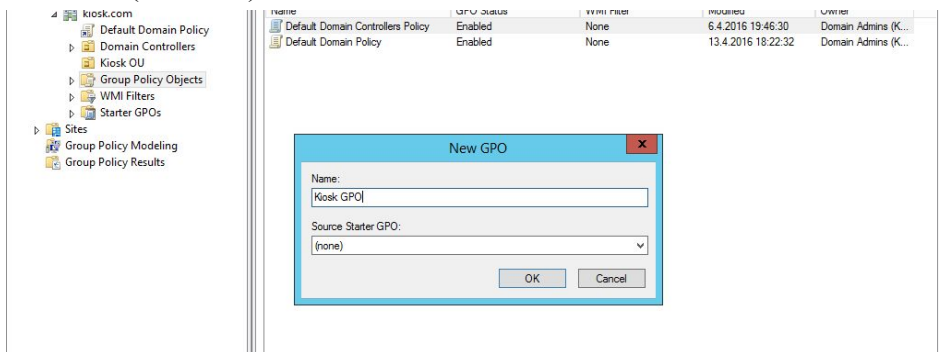 kiosk.com
Default Domain Policy
Domain Controllers
Kiosk OU
Group Policy Objects
WMI Filters
Starter GPOs
Sites
Group Policy Modeling
Group Policy Results
Name GPO Status WMI Filter Modified Owner
Default Domain Controllers Policy Enabled None 6.4.2016 19:46:30 Domain Admins (K...
Default Domain Policy Enabled None 13.4.2016 18:22:32 Domain Admins (K...
New GPO
x
Name:
Kiosk GPO
Source Starter GPO:
(none)
OK Cancel